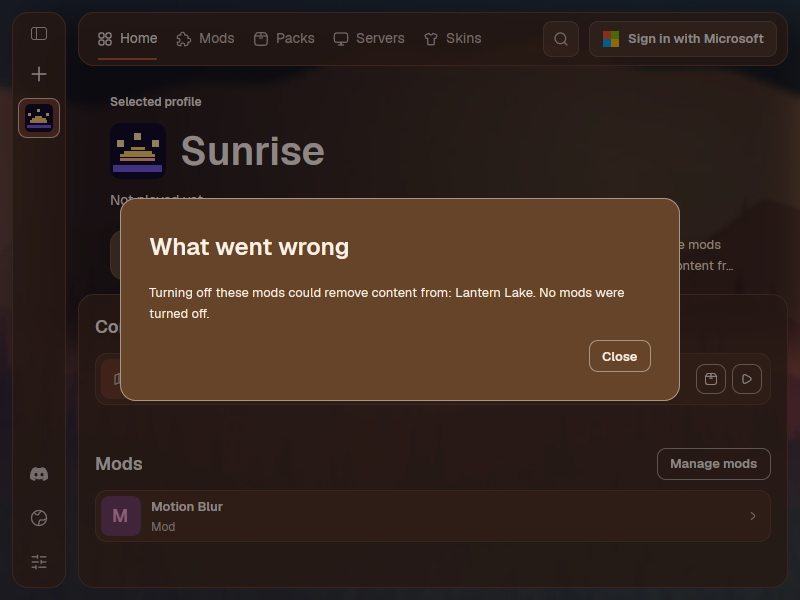 Home
Mods
Packs
Servers
Skins
Sign in with Microsoft
Selected profile
Sunrise
What went wrong
Turning off these mods could remove content from: Lantern Lake. No mods were
turned off.
Close
mods
Mods
Manage mods
M
Motion Blur
Mod